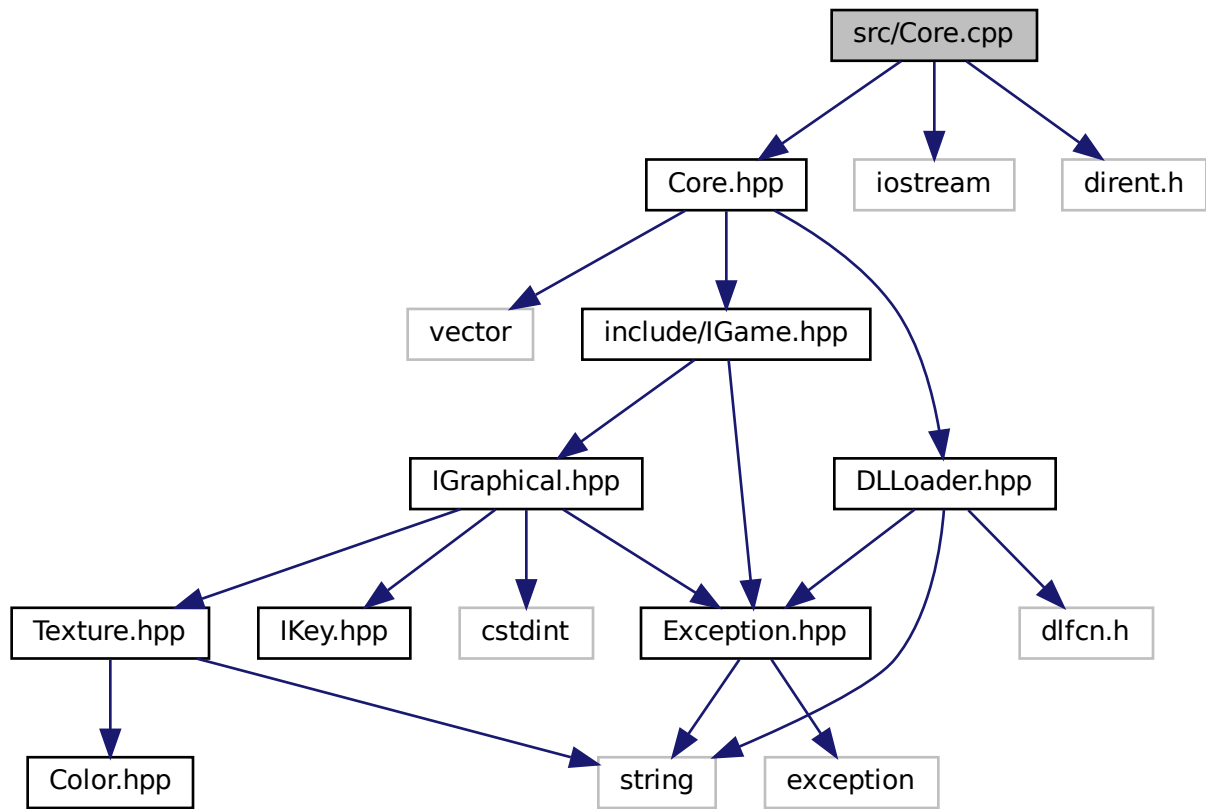 src/Core.cpp
Core.hpp
iostream
dirent.h
vector
include/IGame.hpp
IGraphical.hpp
DLLoader.hpp
Texture.hpp
IKey.hpp
cstdint
Exception.hpp
dlfcn.h
Color.hpp
string
exception